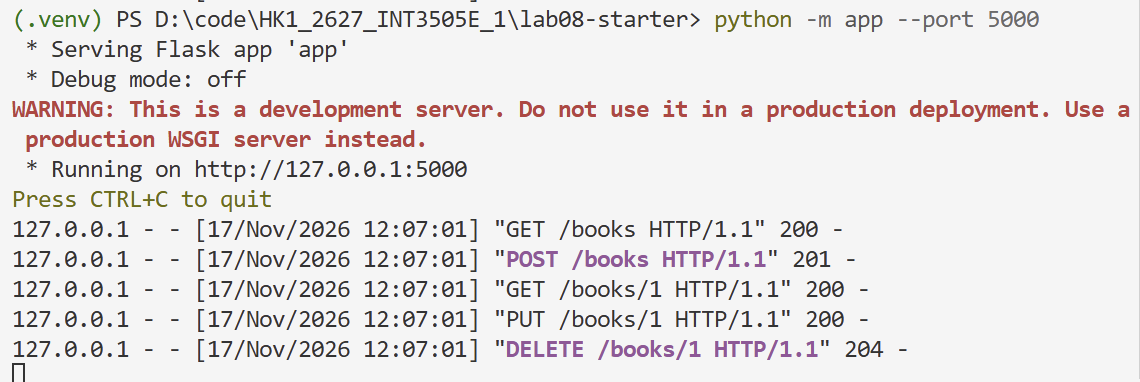 (.venv) PS D:\code\HK1_2627_INT3505E_1\lab08-starter> python -m app --port 5000
 * Serving Flask app 'app'
 * Debug mode: off
WARNING: This is a development server. Do not use it in a production deployment. Use a
 production WSGI server instead.
 * Running on http://127.0.0.1:5000
Press CTRL+C to quit
127.0.0.1 - - [17/Nov/2026 12:07:01] "GET /books HTTP/1.1" 200 -
127.0.0.1 - - [17/Nov/2026 12:07:01] "POST /books HTTP/1.1" 201 -
127.0.0.1 - - [17/Nov/2026 12:07:01] "GET /books/1 HTTP/1.1" 200 -
127.0.0.1 - - [17/Nov/2026 12:07:01] "PUT /books/1 HTTP/1.1" 200 -
127.0.0.1 - - [17/Nov/2026 12:07:01] "DELETE /books/1 HTTP/1.1" 204 -